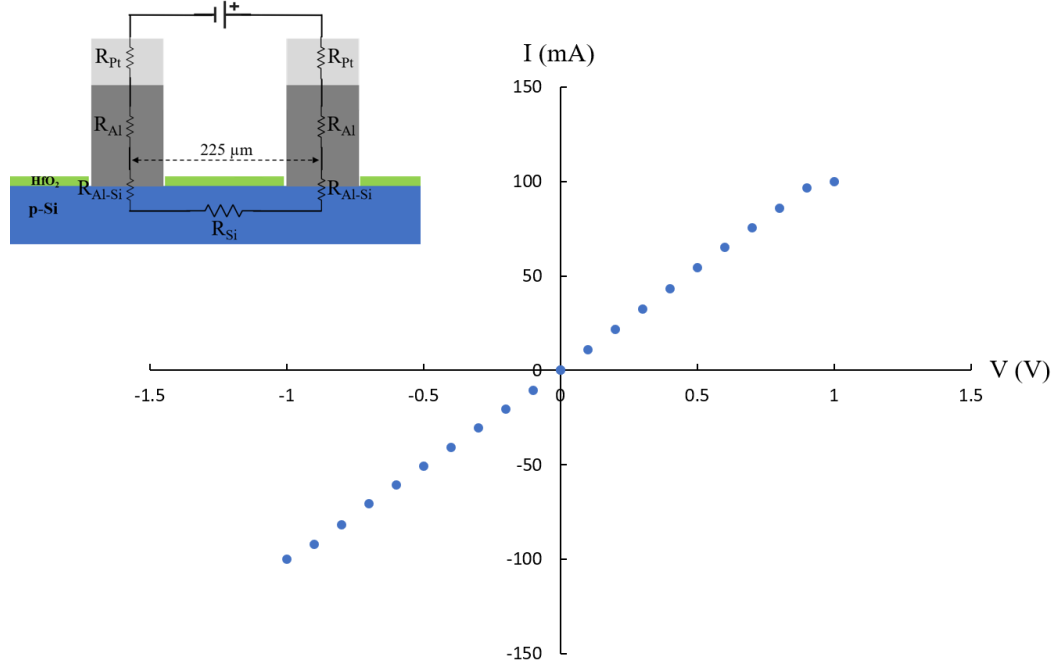 +
R_Pt R_Pt
R_Al R_Al
225 µm
HfO₂
R_Al-Si R_Al-Si
p-Si
R_Si
I (mA)
150
100
50
0
-50
-100
-150
-1.5 -1 -0.5 0 0.5 1 1.5
V (V)